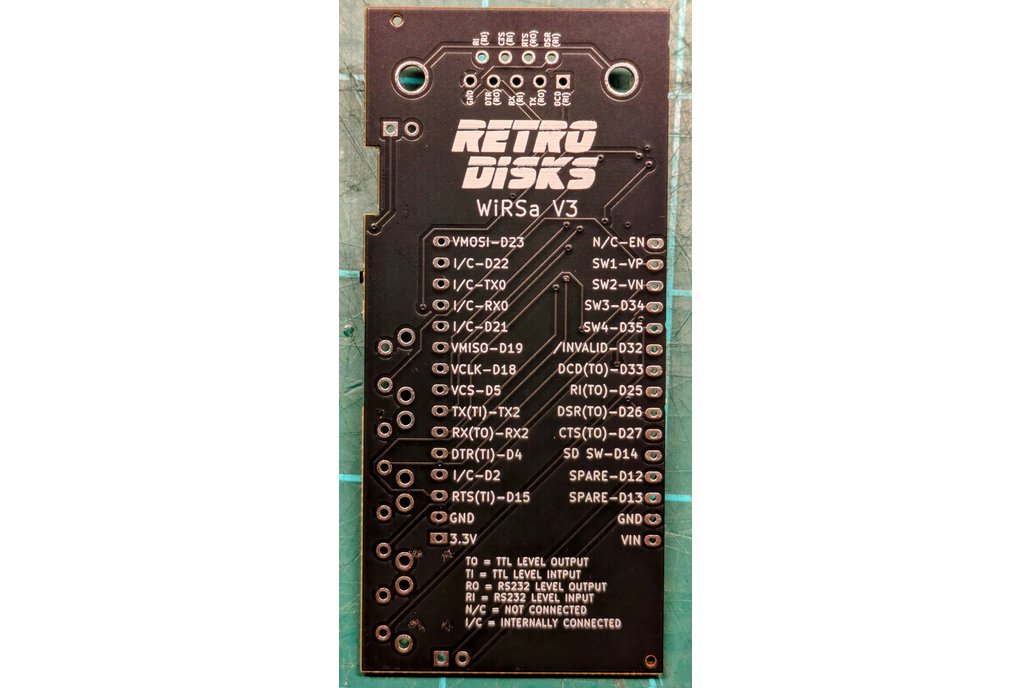 RI CTS RTS DSR
(RI) (RI) (RO) (RI)
GND DTR RX TX DCD
(RO) (RI) (RO) (RI)
RETRO
DISKS
WiRSa V3
VMOSI-D23 N/C-EN
I/C-D22 SW1-VP
I/C-TX0 SW2-VN
I/C-RX0 SW3-D34
I/C-D21 SW4-D35
VMISO-D19 /INVALID-D32
VCLK-D18 DCD(TO)-D33
VCS-D5 RI(TO)-D25
TX(TI)-TX2 DSR(TO)-D26
RX(TO)-RX2 CTS(TO)-D27
DTR(TI)-D4 SD SW-D14
I/C-D2 SPARE-D12
RTS(TI)-D15 SPARE-D13
GND GND
3.3V VIN
TO = TTL LEVEL OUTPUT
TI = TTL LEVEL INTPUT
RO = RS232 LEVEL OUTPUT
RI = RS232 LEVEL INPUT
N/C = NOT CONNECTED
I/C = INTERNALLY CONNECTED